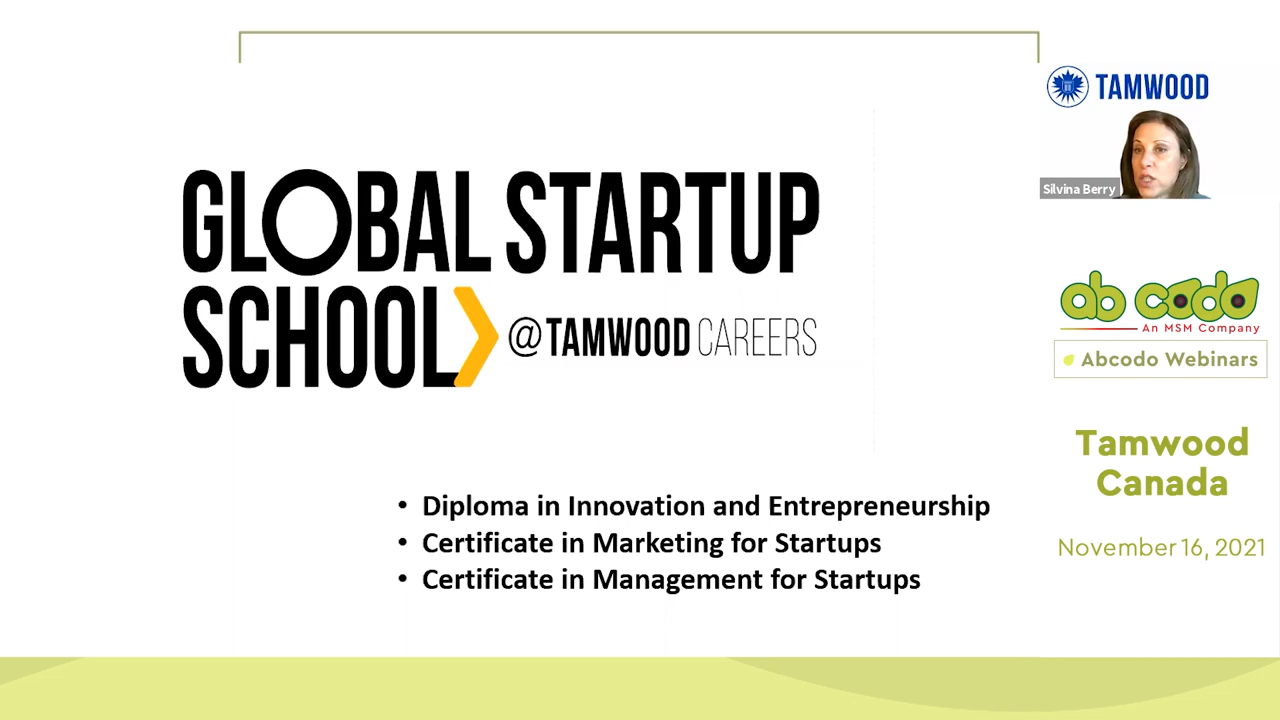 GLOBAL STARTUP
SCHOOL
@TAMWOOD CAREERS
• Diploma in Innovation and Entrepreneurship
• Certificate in Marketing for Startups
• Certificate in Management for Startups
TAMWOOD
Silvina Berry
ab codo
An MSM Company
Abcodo Webinars
Tamwood
Canada
November 16, 2021